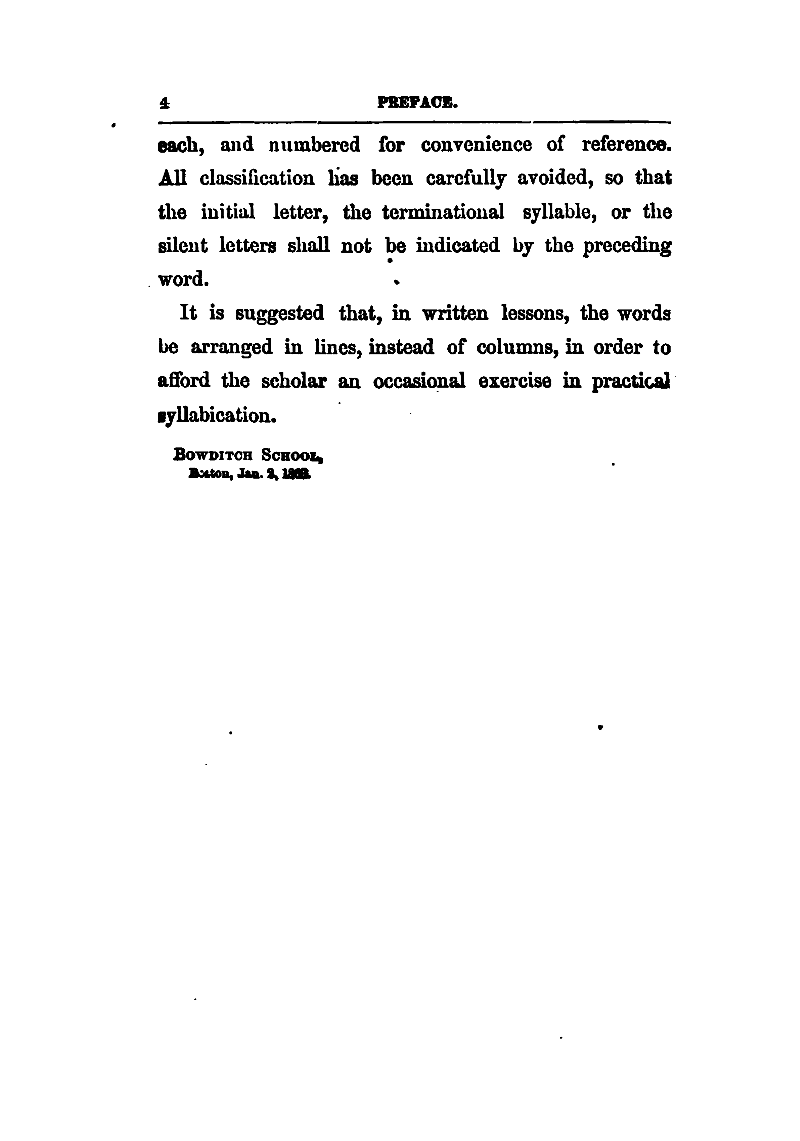 4 PREFACE.
each, and numbered for convenience of reference.
All classification has been carefully avoided, so that
the initial letter, the terminational syllable, or the
silent letters shall not be indicated by the preceding
word.
It is suggested that, in written lessons, the words
be arranged in lines, instead of columns, in order to
afford the scholar an occasional exercise in practical
syllabication.
BOWDITCH SCHOOL,
Boston, Jan. 2,